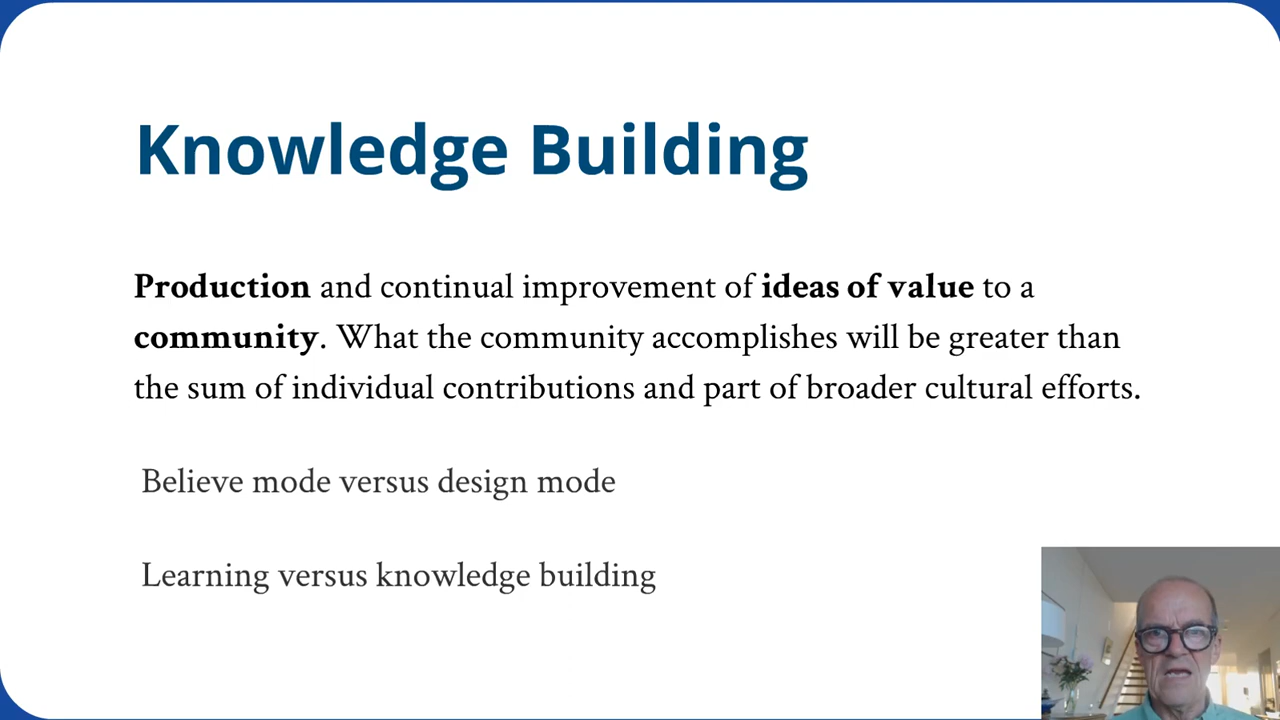 Knowledge Building
Production and continual improvement of ideas of value to a
community. What the community accomplishes will be greater than
the sum of individual contributions and part of broader cultural efforts.
Believe mode versus design mode
Learning versus knowledge building